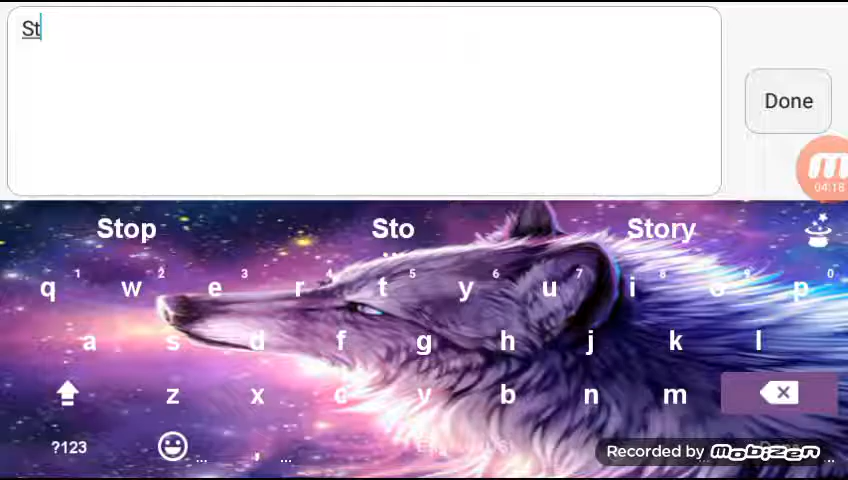 St
Done
04:18
Stop Sto Story
1 2 3 4 5 6 7 8 9 0
q w e r t y u i o p
a s d f g h j k l
z x c v b n m
?123 , ...
Recorded by MOBIZEN